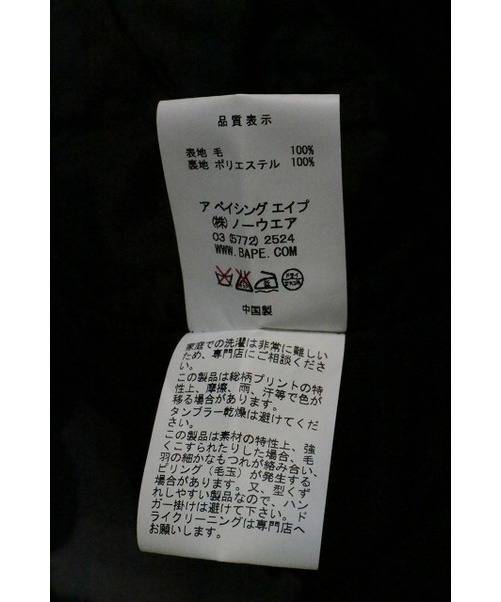 品質表示
表地 毛 100%
裏地 ポリエステル 100%
ア ベイシング エイプ
㈱ ノーウエア
03 (5772) 2524
WWW.BAPE.COM
ドライ
中国製
家庭での洗濯は非常に難しい
ため、専門店にご相談くださ
い。
この製品は総柄プリントの特
性上、摩擦、雨、汗等で色が
移る場合があります。
タンブラー乾燥は避けてくだ
さい。
この製品は素材の特性上、強
くこすられたりした場合、毛
羽の細かなもつれが絡み合い、
ピリング（毛玉）が発生する
場合があります。又、型くず
れしやすい製品なので、ハン
ガー掛けは避けて下さい。ド
ライクリーニングは専門店へ
お願いします。